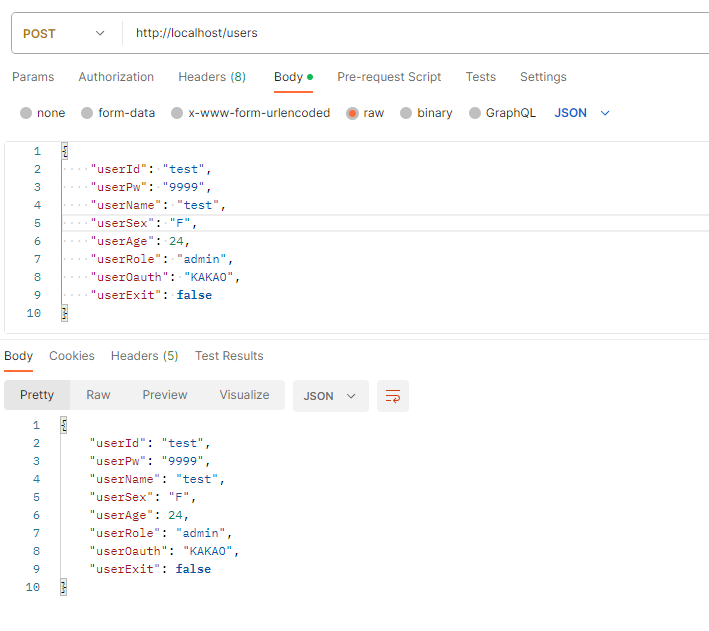 POST http://localhost/users
Params Authorization Headers (8) Body Pre-request Script Tests Settings
none form-data x-www-form-urlencoded raw binary GraphQL JSON
1 {
2 "userId": "test",
3 "userPw": "9999",
4 "userName": "test",
5 "userSex": "F",
6 "userAge": 24,
7 "userRole": "admin",
8 "userOauth": "KAKAO",
9 "userExit": false
10 }
Body Cookies Headers (5) Test Results
Pretty Raw Preview Visualize JSON
1 {
2 "userId": "test",
3 "userPw": "9999",
4 "userName": "test",
5 "userSex": "F",
6 "userAge": 24,
7 "userRole": "admin",
8 "userOauth": "KAKAO",
9 "userExit": false
10 }